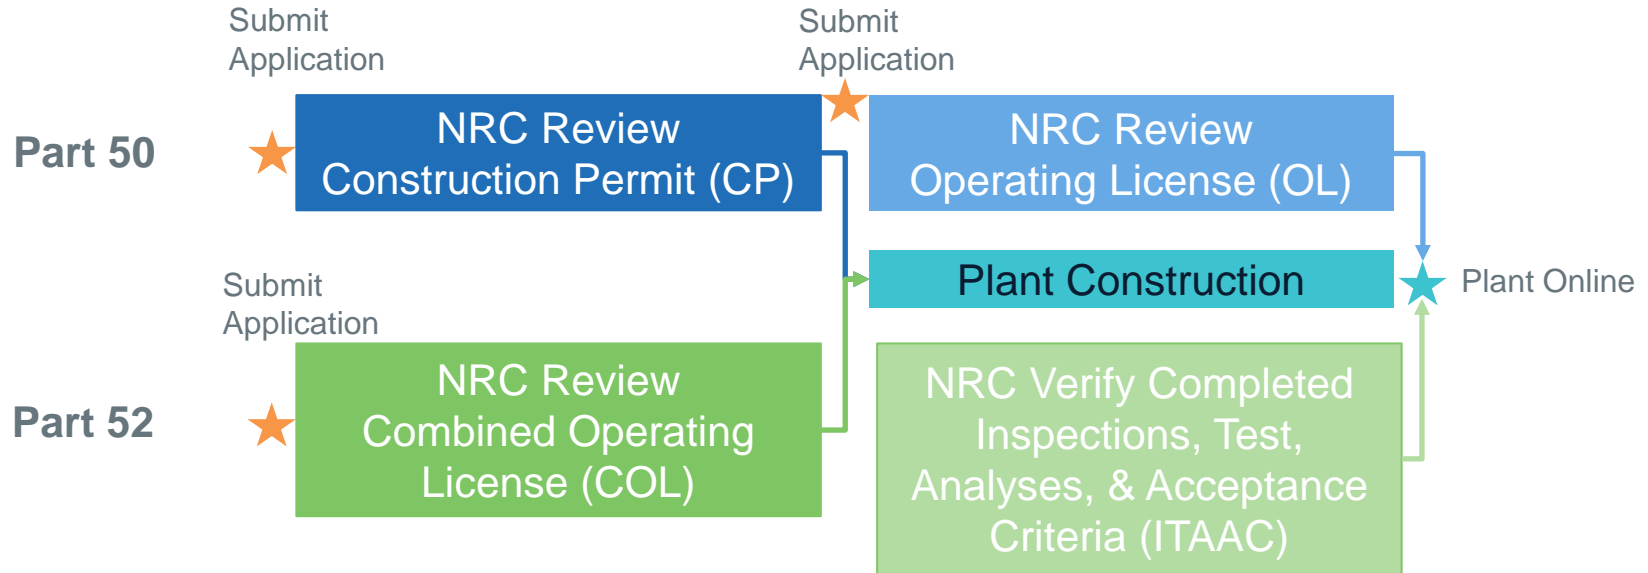 Submit
Application
Submit
Application
Part 50
NRC Review
Construction Permit (CP)
NRC Review
Operating License (OL)
Plant Construction
Plant Online
Submit
Application
Part 52
NRC Review
Combined Operating
License (COL)
NRC Verify Completed
Inspections, Test,
Analyses, & Acceptance
Criteria (ITAAC)